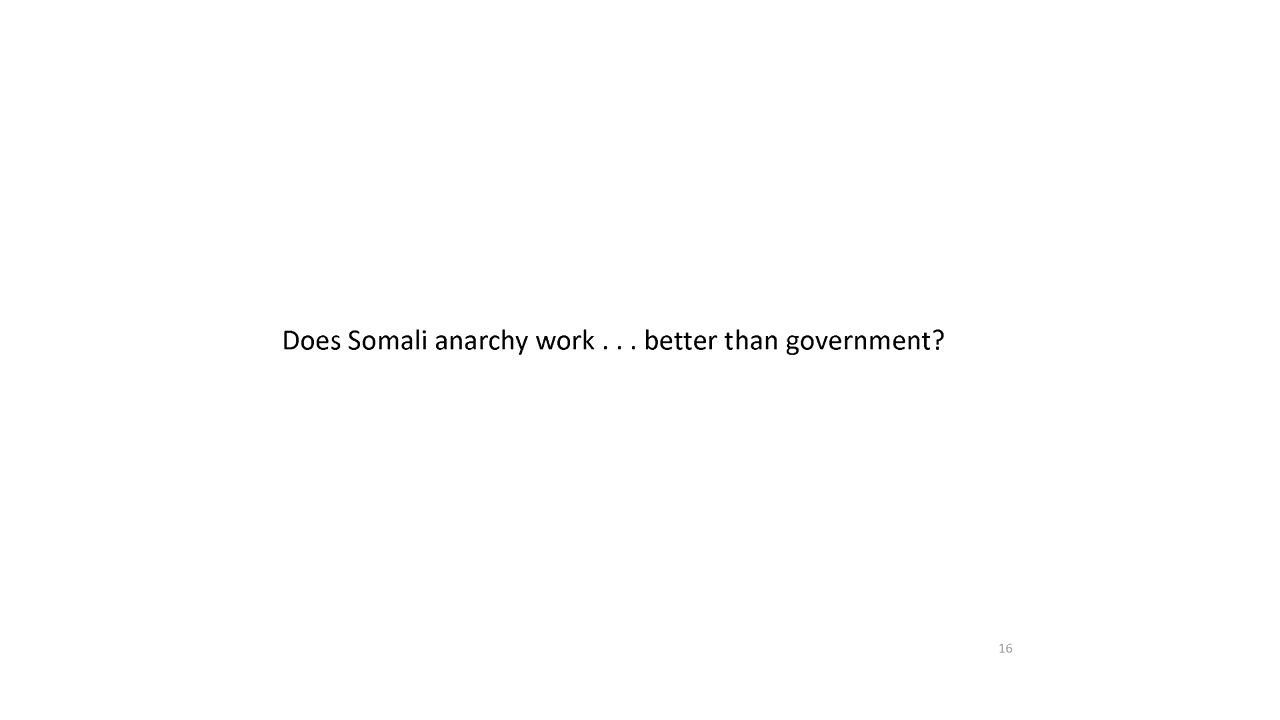 Does Somali anarchy work . . . better than government?
16